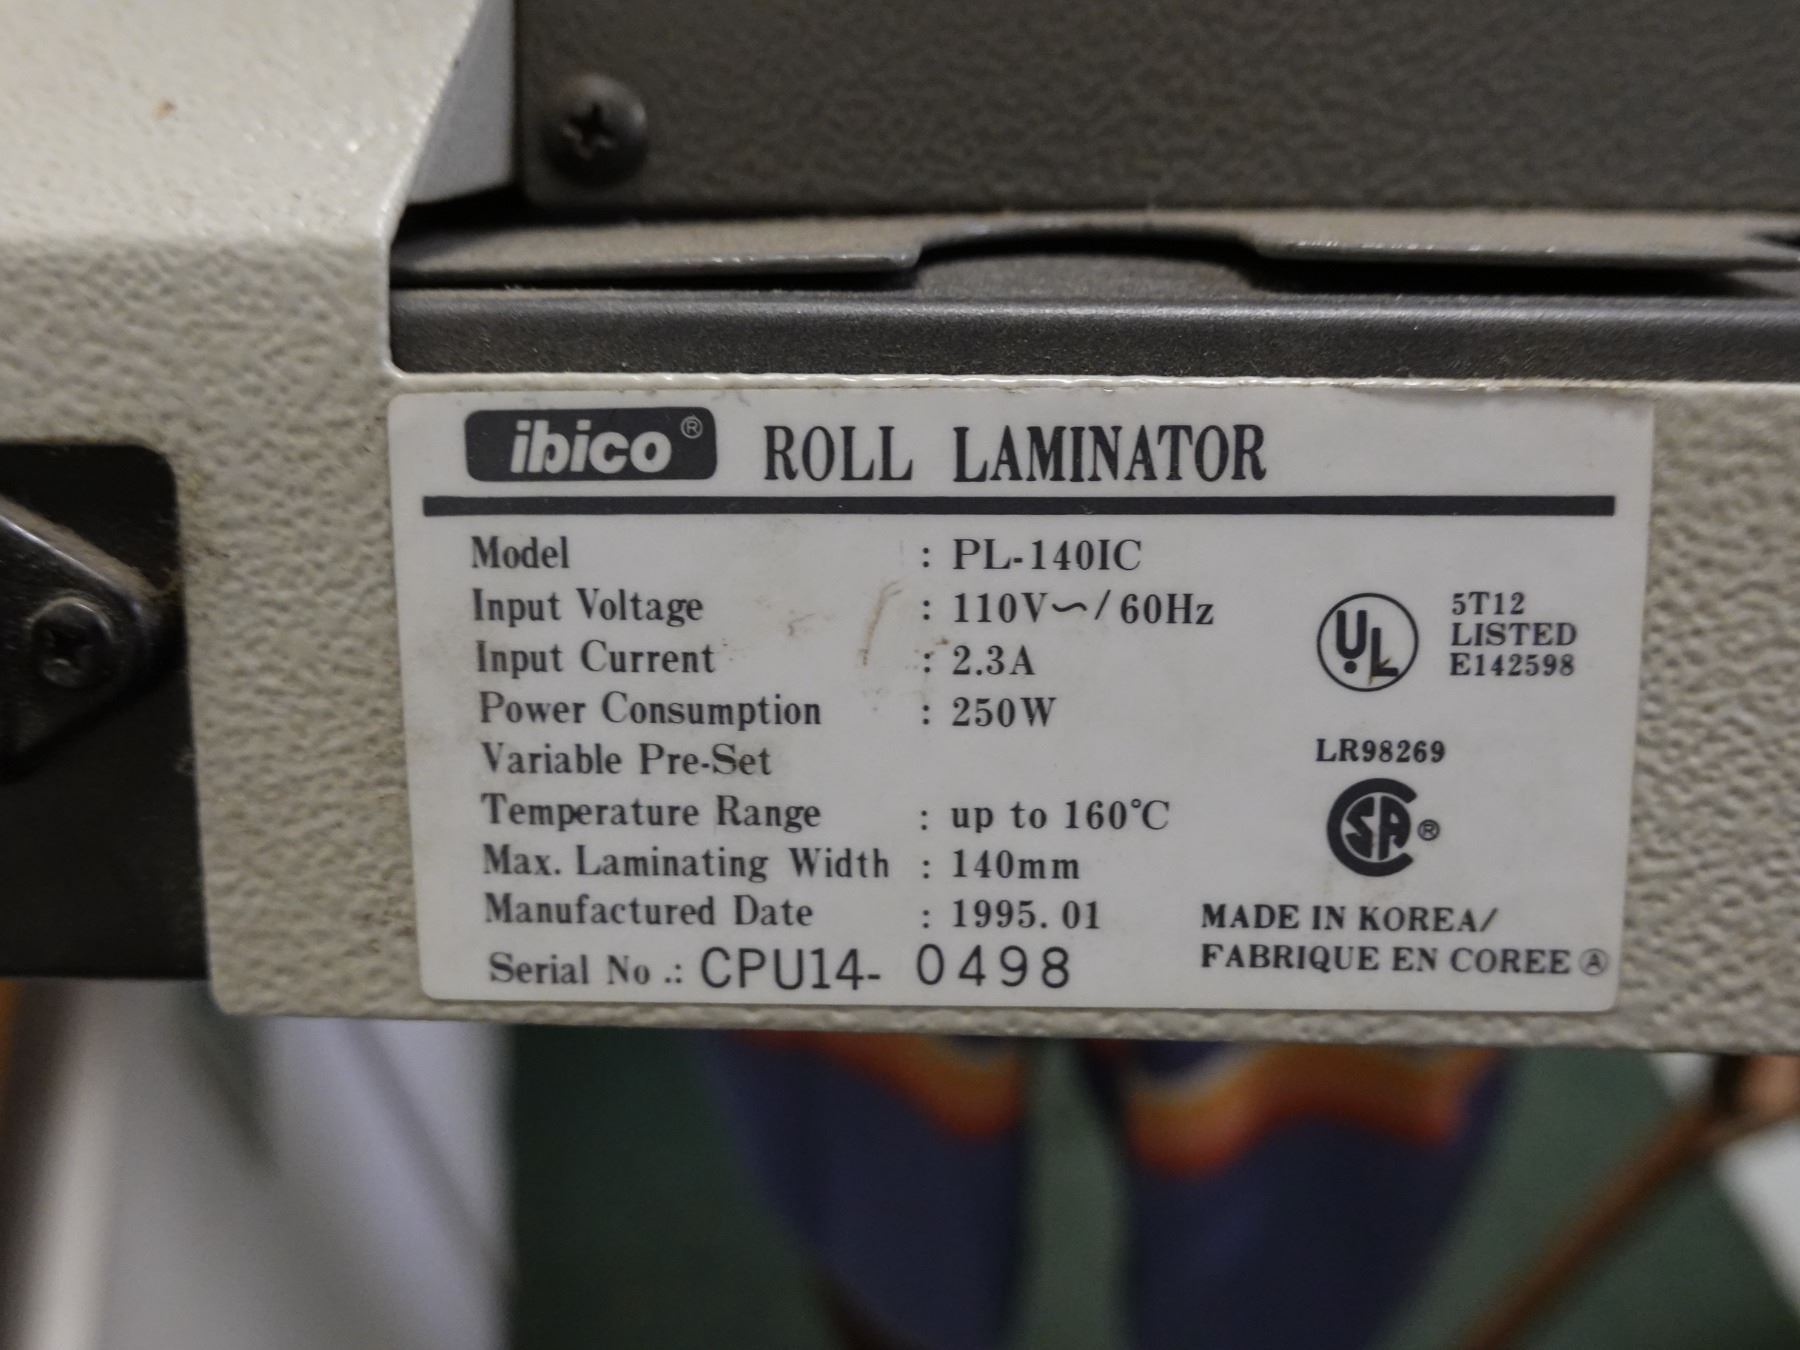 ibico® ROLL LAMINATOR
Model : PL-140IC
Input Voltage : 110V∼/60Hz
Input Current : 2.3A
Power Consumption : 250W
Variable Pre-Set
Temperature Range : up to 160°C
Max. Laminating Width : 140mm
Manufactured Date : 1995.01
Serial No.: CPU14- 0498
UL
5T12
LISTED
E142598
LR98269
SA®
MADE IN KOREA/
FABRIQUE EN COREE Ⓐ